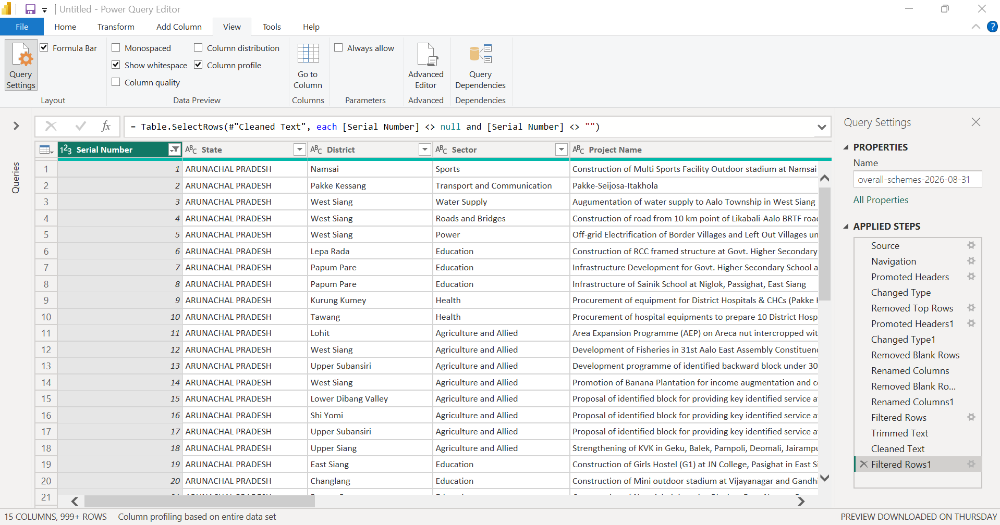 Untitled - Power Query Editor
File Home Transform Add Column View Tools Help
?
Query Settings
Formula Bar
Layout
Monospaced
Show whitespace
Column quality
Column distribution
Column profile
Data Preview
Go to Column
Columns
Always allow
Parameters
Advanced Editor
Advanced
Query Dependencies
Dependencies
Queries
fx
= Table.SelectRows(#"Cleaned Text", each [Serial Number] <> null and [Serial Number] <> "")
123 Serial Number ABC State ABC District ABC Sector ABC Project Name
1 1 ARUNACHAL PRADESH Namsai Sports Construction of Multi Sports Facility Outdoor stadium at Namsai
2 2 ARUNACHAL PRADESH Pakke Kessang Transport and Communication Pakke-Seijosa-Itakhola
3 3 ARUNACHAL PRADESH West Siang Water Supply Augumentation of water supply to Aalo Township in West Siang
4 4 ARUNACHAL PRADESH West Siang Roads and Bridges Construction of road from 10 km point of Likabali-Aalo BRTF road
5 5 ARUNACHAL PRADESH West Siang Power Off-grid Electrification of Border Villages and Left Out Villages un
6 6 ARUNACHAL PRADESH Lepa Rada Education Construction of RCC framed structure at Govt. Higher Secondary
7 7 ARUNACHAL PRADESH Papum Pare Education Infrastructure Development for Govt. Higher Secondary School a
8 8 ARUNACHAL PRADESH Papum Pare Education Infrastructure of Sainik School at Niglok, Passighat, East Siang
9 9 ARUNACHAL PRADESH Kurung Kumey Health Procurement of equipment for District Hospitals & CHCs (Pakke
10 10 ARUNACHAL PRADESH Tawang Health Procurement of hospital equipments to prepare 10 District Hosp
11 11 ARUNACHAL PRADESH Lohit Agriculture and Allied Area Expansion Programme (AEP) on Areca nut intercropped wit
12 12 ARUNACHAL PRADESH West Siang Agriculture and Allied Development of Fisheries in 31st Aalo East Assembly Constituen
13 13 ARUNACHAL PRADESH Upper Subansiri Agriculture and Allied Development programme of identified backward block under 30
14 14 ARUNACHAL PRADESH West Siang Agriculture and Allied Promotion of Banana Plantation for income augmentation and c
15 15 ARUNACHAL PRADESH Lower Dibang Valley Agriculture and Allied Proposal of identified block for providing key identified service a
16 16 ARUNACHAL PRADESH Shi Yomi Agriculture and Allied Proposal of identified block for providing key identified service a
17 17 ARUNACHAL PRADESH Upper Subansiri Agriculture and Allied Proposal of identified block for providing key identified service a
18 18 ARUNACHAL PRADESH Upper Siang Agriculture and Allied Strengthening of KVK in Geku, Balek, Pampoli, Deomali, Jairampu
19 19 ARUNACHAL PRADESH East Siang Education Construction of Girls Hostel (G1) at JN College, Pasighat in East Si
20 20 ARUNACHAL PRADESH Changlang Education Construction of Mini outdoor stadium at Vijayanagar and Gandhi
21
Query Settings
PROPERTIES
Name
overall-schemes-2026-08-31
All Properties
APPLIED STEPS
Source
Navigation
Promoted Headers
Changed Type
Removed Top Rows
Promoted Headers1
Changed Type1
Removed Blank Rows
Renamed Columns
Removed Blank Ro...
Renamed Columns1
Filtered Rows
Trimmed Text
Cleaned Text
Filtered Rows1
15 COLUMNS, 999+ ROWS Column profiling based on entire data set PREVIEW DOWNLOADED ON THURSDAY